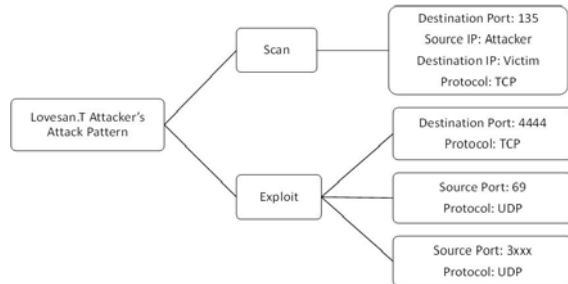 Lovesan.T Attacker's
Attack Pattern
Scan
Destination Port: 135
Source IP: Attacker
Destination IP: Victim
Protocol: TCP
Exploit
Destination Port: 4444
Protocol: TCP
Source Port: 69
Protocol: UDP
Source Port: 3xxx
Protocol: UDP